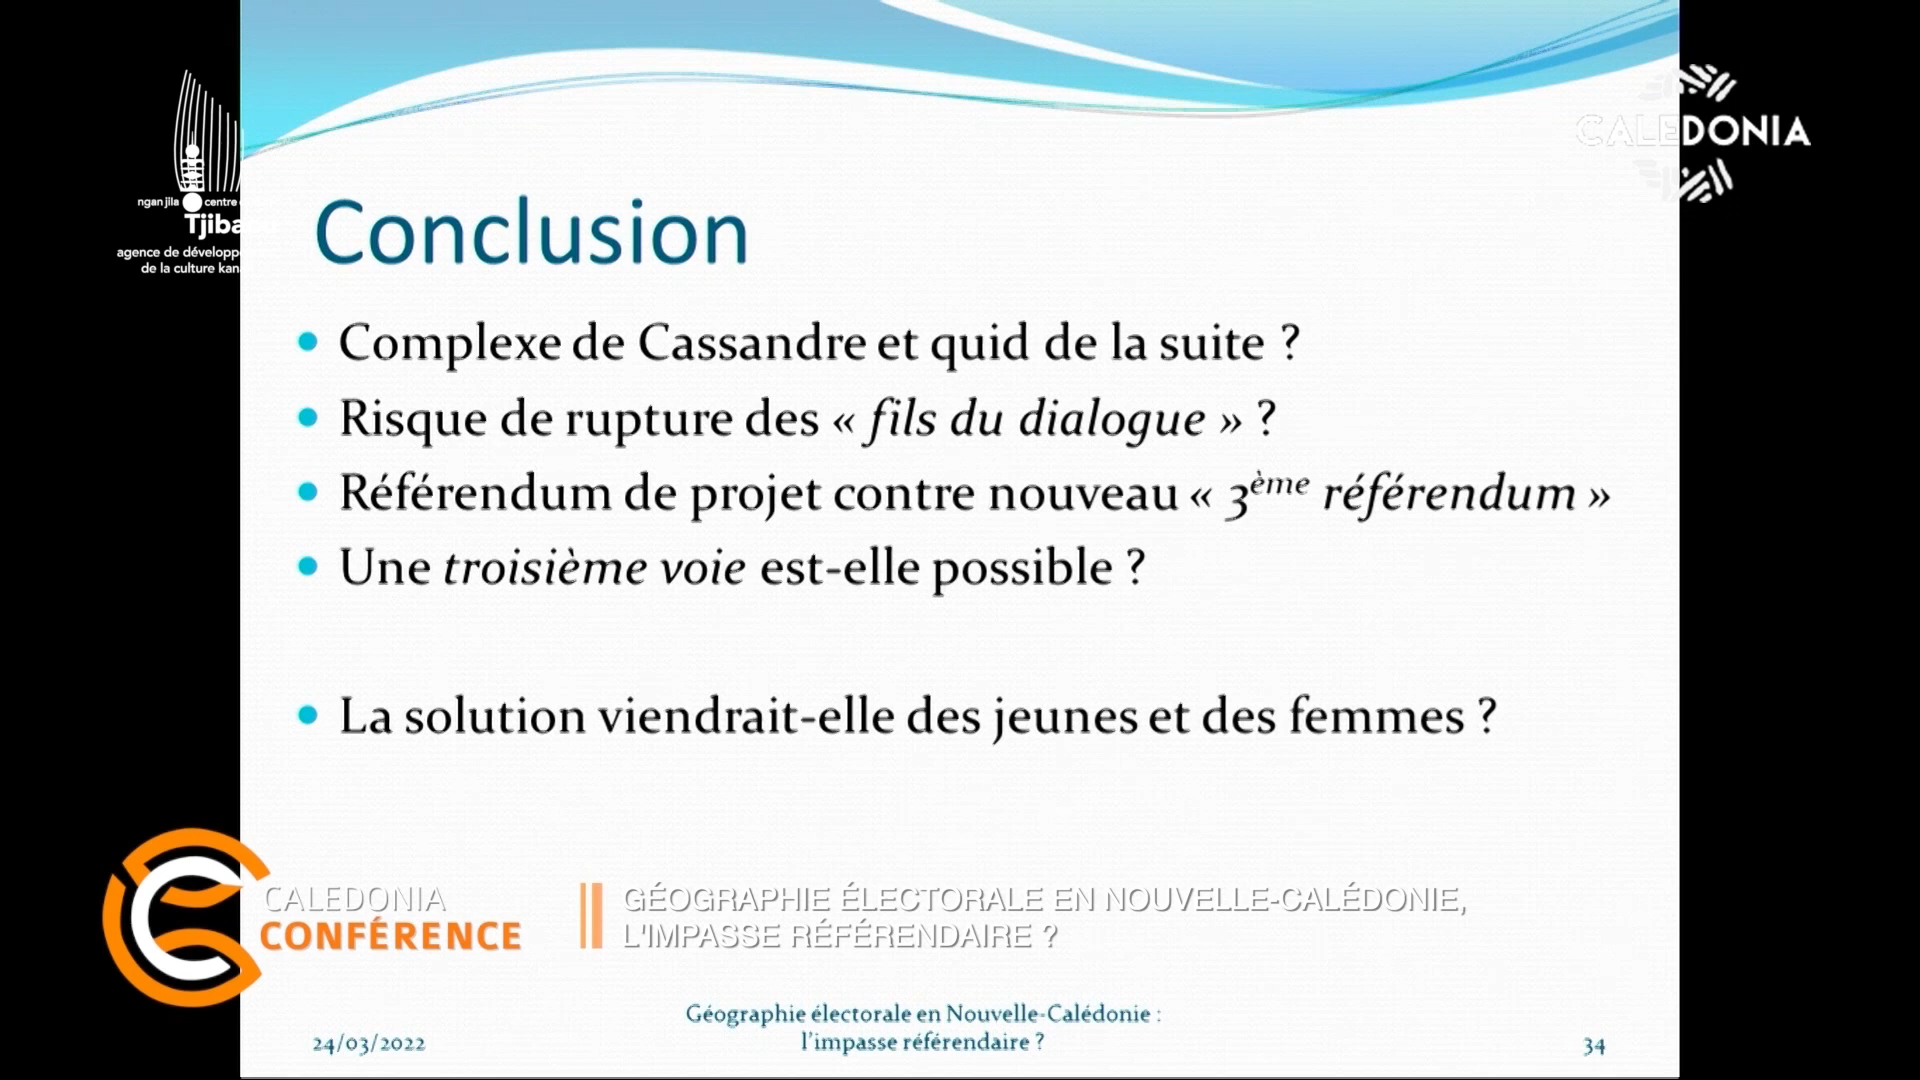 CALEDONIA
ngan jila centre
Tjiba
agence de développ
de la culture kan
Conclusion
Complexe de Cassandre et quid de la suite ?
Risque de rupture des « fils du dialogue » ?
Référendum de projet contre nouveau « 3ème référendum »
Une troisième voie est-elle possible ?
La solution viendrait-elle des jeunes et des femmes ?
CALEDONIA
CONFÉRENCE
GÉOGRAPHIE ÉLECTORALE EN NOUVELLE-CALÉDONIE,
L'IMPASSE RÉFÉRENDAIRE ?
24/03/2022
Géographie électorale en Nouvelle-Calédonie :
l'impasse référendaire ?
34